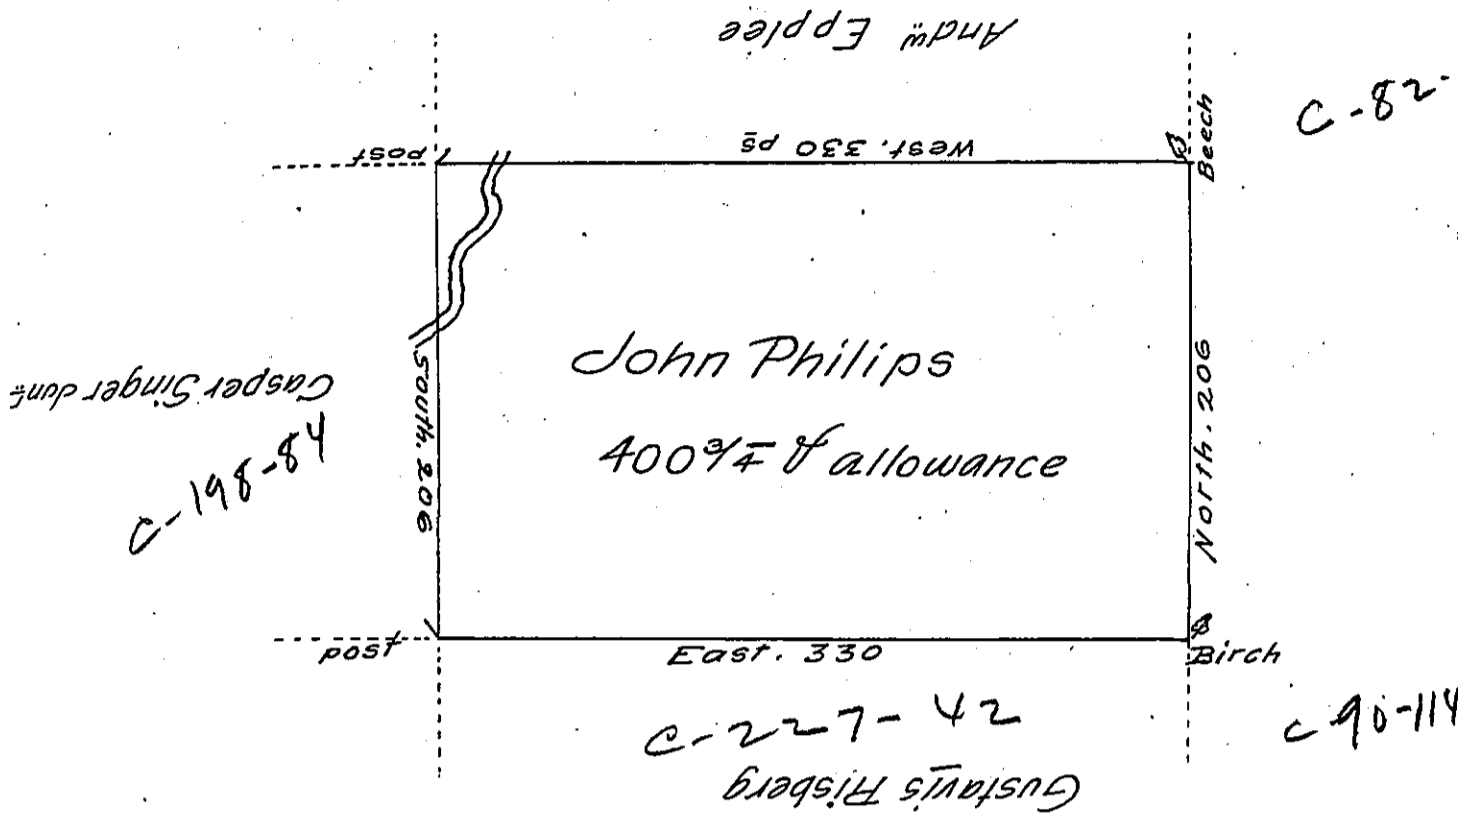 Andw Epplee
C-82-
post
West. 330 ps
Beech
John Philips
400¾ & allowance
South. 206
North. 206
Casper Singer Junr
C-198-84
post
East. 330
Birch
C-227-42
C-90-114
Gustavis Risberg